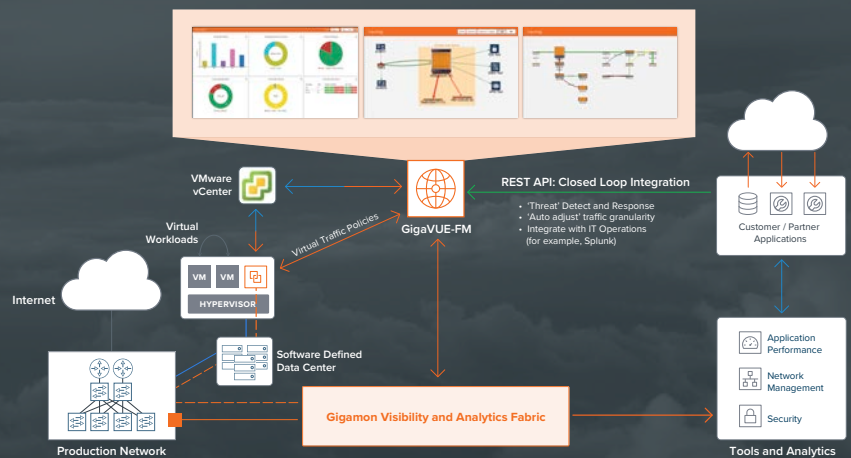 VMware
vCenter
Virtual
Workloads
Virtual Traffic Policies
GigaVUE-FM
REST API: Closed Loop Integration
• 'Threat' Detect and Response
• 'Auto adjust' traffic granularity
• Integrate with IT Operations
(for example, Splunk)
Customer / Partner
Applications
Internet
VM VM
HYPERVISOR
Software Defined
Data Center
Application
Performance
Network
Management
Security
Gigamon Visibility and Analytics Fabric
Production Network
Tools and Analytics